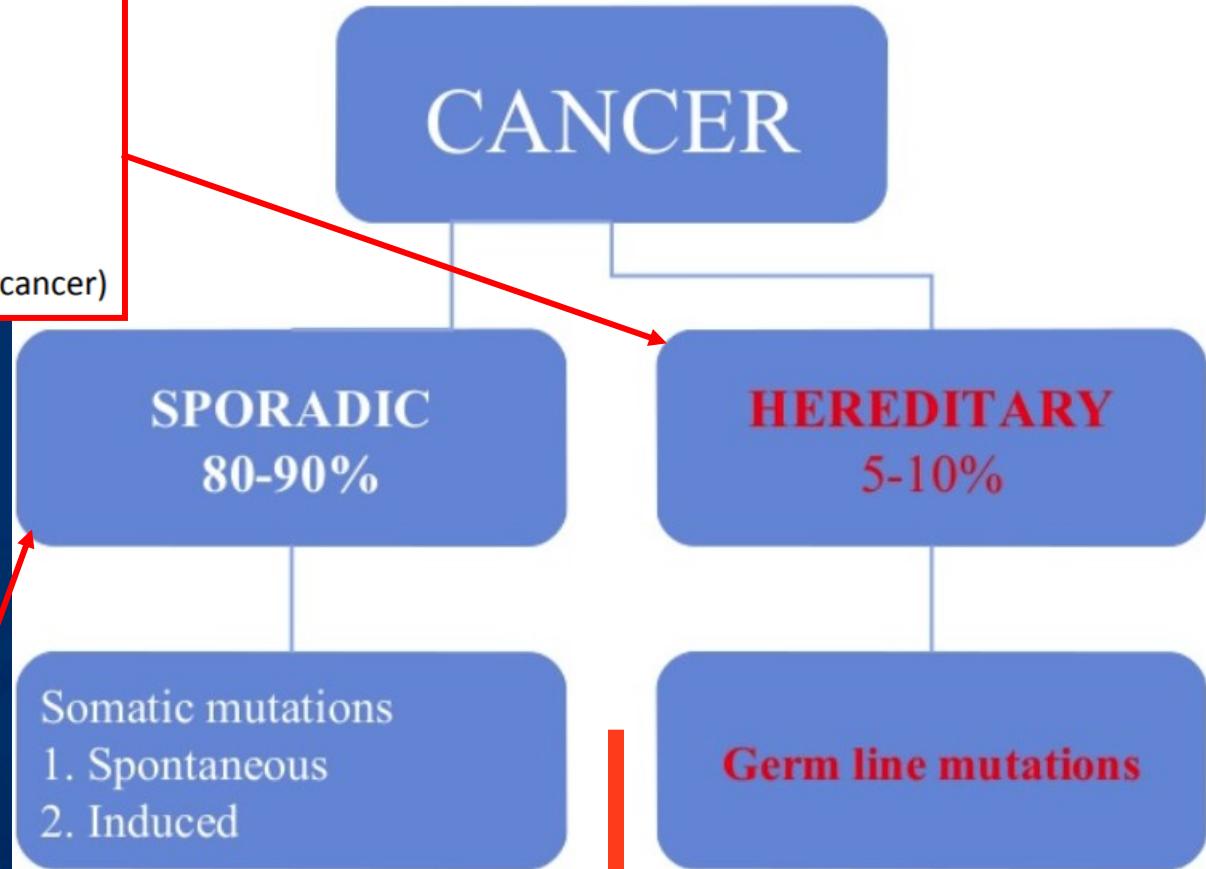 CANCER
cancer)
SPORADIC
80-90%
HEREDITARY
5-10%
Somatic mutations
1. Spontaneous
2. Induced
Germ line mutations